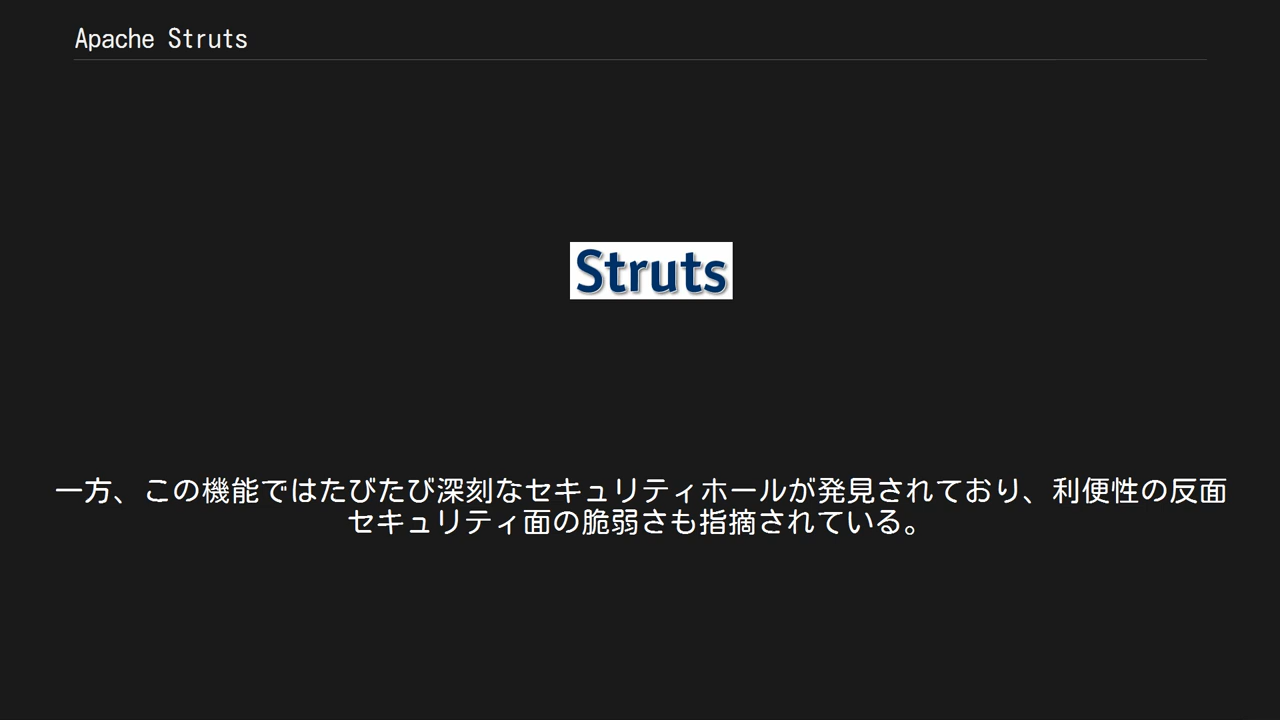 Apache Struts
Struts
一方、この機能ではたびたび深刻なセキュリティホールが発見されており、利便性の反面
セキュリティ面の脆弱さも指摘されている。